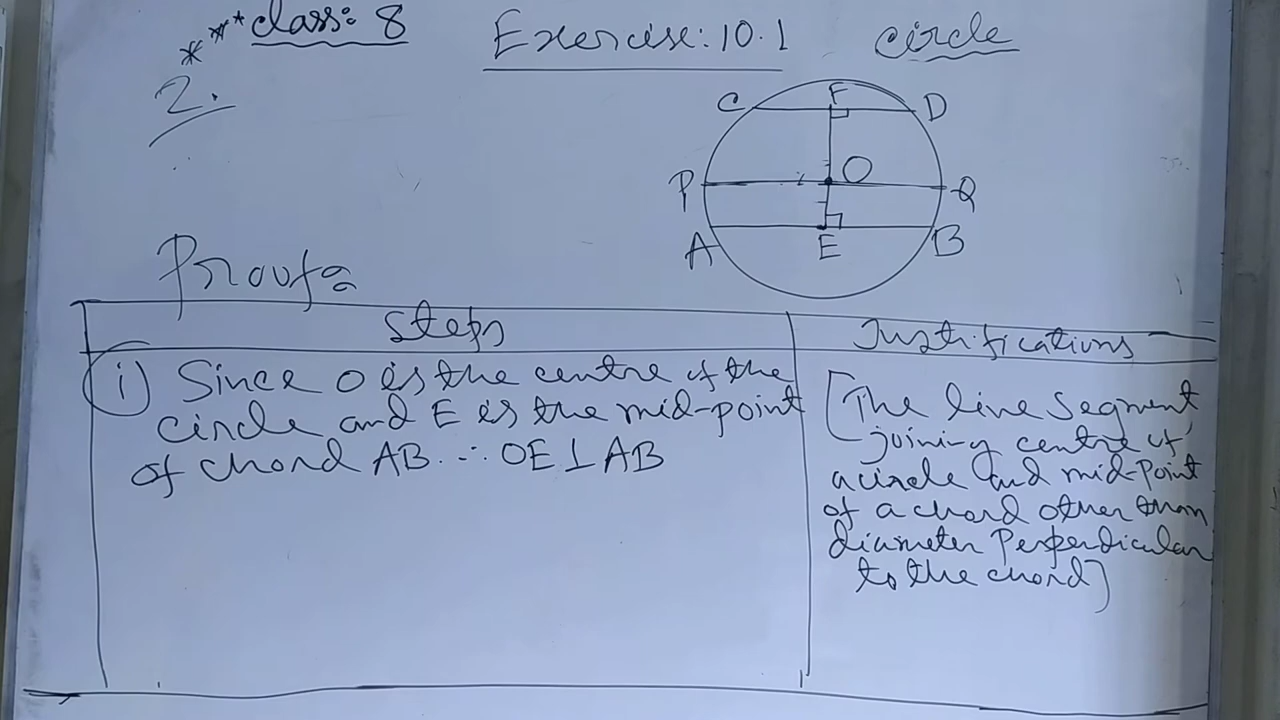 *** class: 8
Exercise: 10.1
circle
2.
C F D
P O Q
A E B
Proof:
Steps
Justifications
i) Since O is the centre of the
circle and E is the mid-point
of chord AB. ∴ OE⊥AB
[The line segment
joining centre of
a circle and mid-point
of a chord other than
diameter Perpendicular
to the chord]